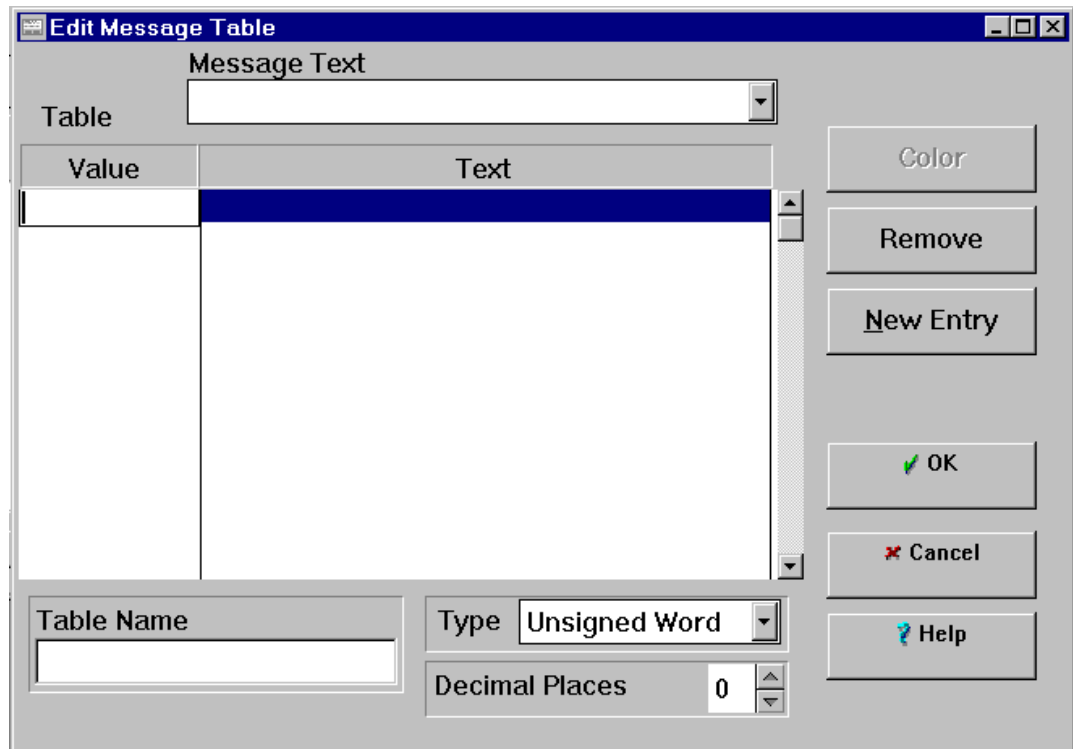 Edit Message Table
Message Text
Table
Value Text
Color
Remove
New Entry
OK
Cancel
Help
Table Name
Type Unsigned Word
Decimal Places 0